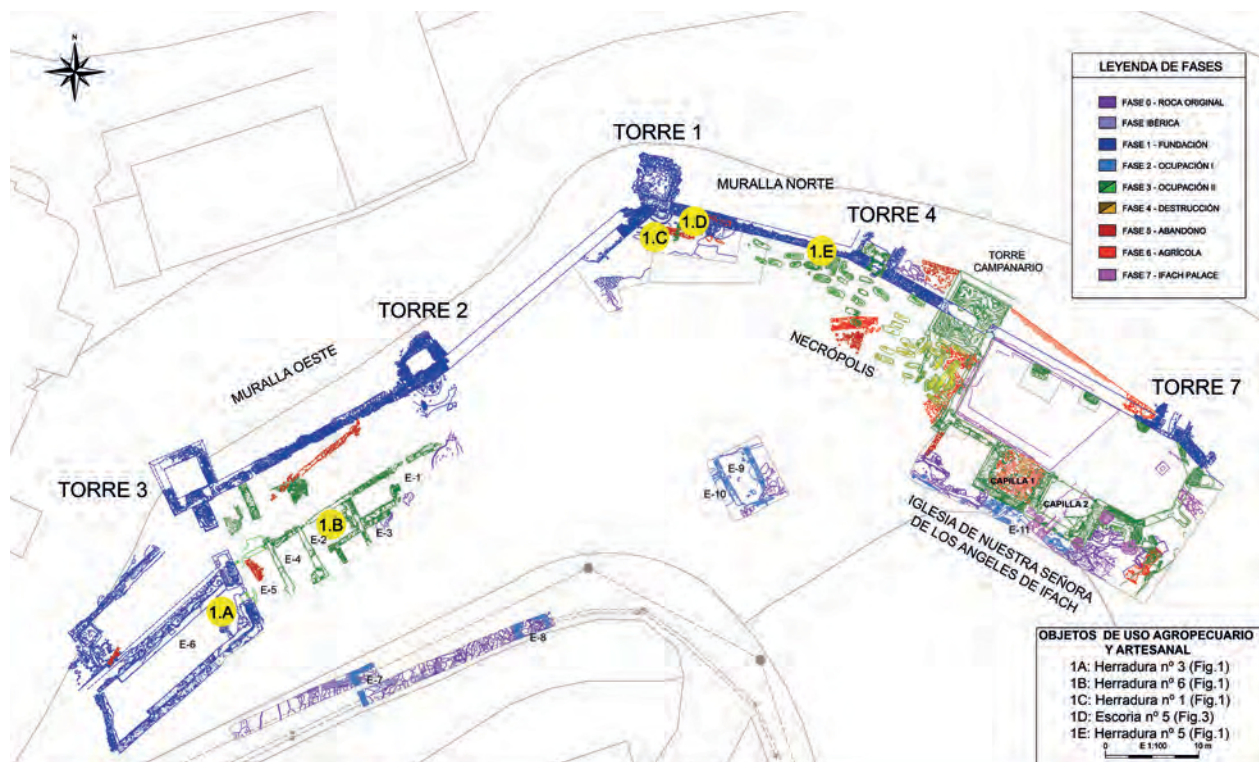 N
TORRE 1
MURALLA NORTE
TORRE 4
TORRE
CAMPANARIO
1.D
1.C
1.E
TORRE 2
MURALLA OESTE
NECRÓPOLIS
TORRE 7
TORRE 3
E-1
1.B
E-2
E-3
E-4
E-5
1.A
E-6
E-7
E-8
E-9
E-10
CAPILLA 1
CAPILLA 2
E-11
IGLESIA DE NUESTRA SEÑORA
DE LOS ANGELES DE IFACH
LEYENDA DE FASES
FASE 0 - ROCA ORIGINAL
FASE IBÉRICA
FASE 1 - FUNDACIÓN
FASE 2 - OCUPACIÓN I
FASE 3 - OCUPACIÓN II
FASE 4 - DESTRUCCIÓN
FASE 5 - ABANDONO
FASE 6 - AGRÍCOLA
FASE 7 - IFACH PALACE
OBJETOS DE USO AGROPECUARIO
Y ARTESANAL
1A: Herradura nº 3 (Fig.1)
1B: Herradura nº 6 (Fig.1)
1C: Herradura nº 1 (Fig.1)
1D: Escoria nº 5 (Fig.3)
1E: Herradura nº 5 (Fig.1)
0 E 1:100 10 m